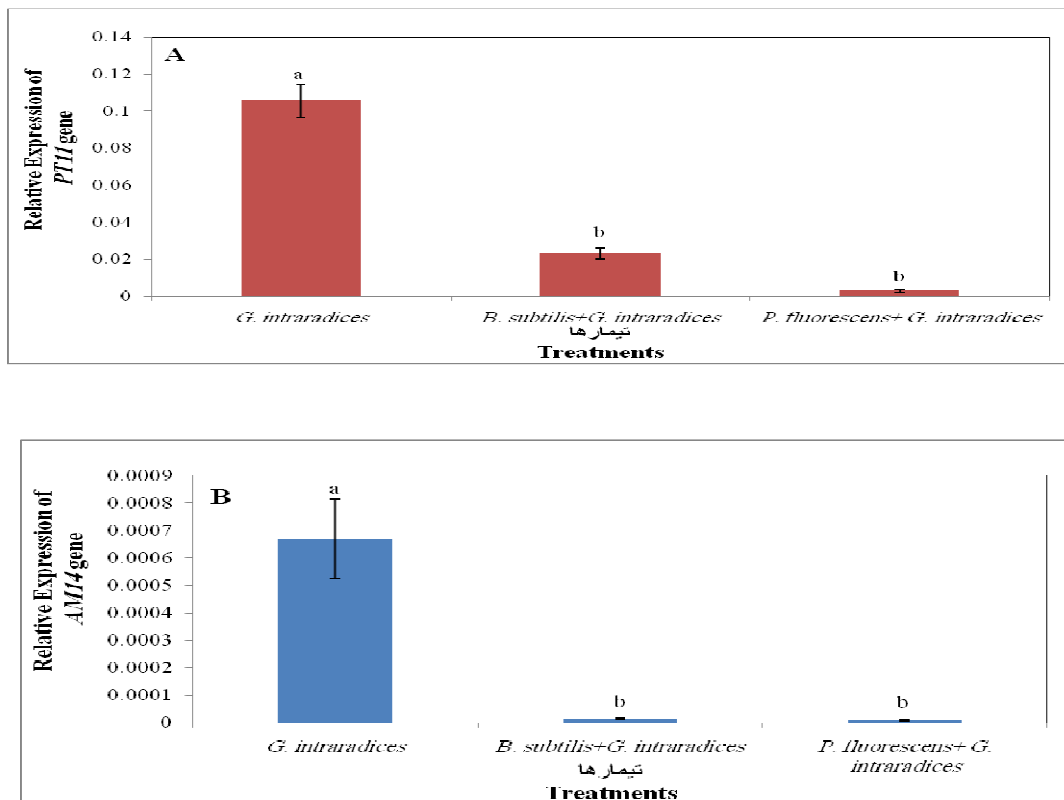 A
Relative Expression of
PT11 gene
0.14
0.12
0.1
0.08
0.06
0.04
0.02
0
a
b
b
G. intraradices
B. subtilis+G. intraradices
P. fluorescens+ G. intraradices
تیمارها
Treatments
B
Relative Expression of
AM14 gene
0.0009
0.0008
0.0007
0.0006
0.0005
0.0004
0.0003
0.0002
0.0001
0
a
b
b
G. intraradices
B. subtilis+G. intraradices
P. fluorescens+ G.
intraradices
تیمارها
Treatments